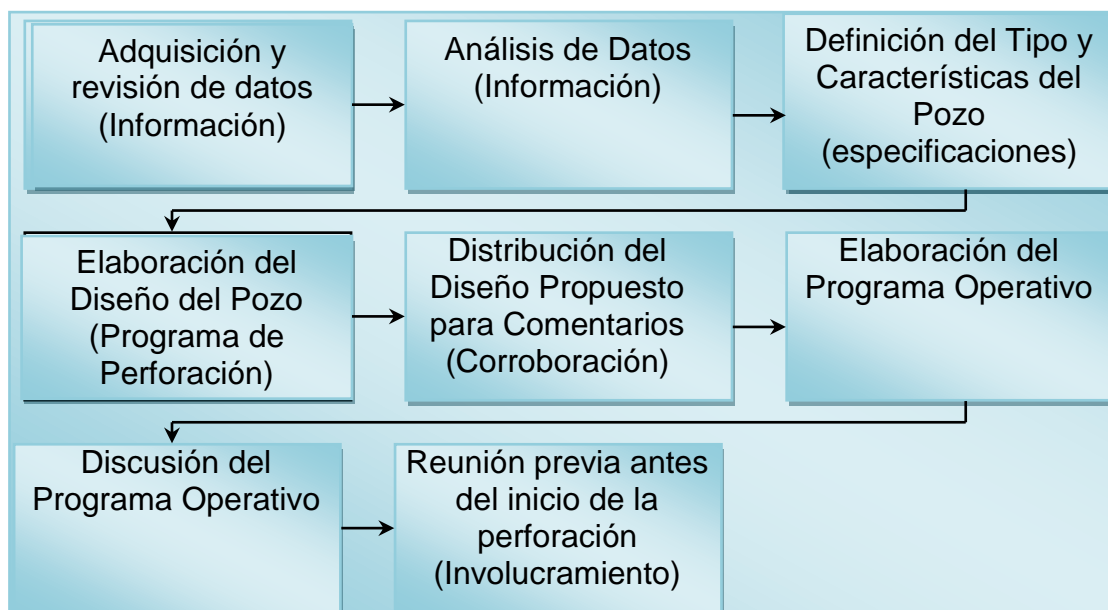 Adquisición y
revisión de datos
(Información)
Análisis de Datos
(Información)
Definición del Tipo y
Características del
Pozo
(especificaciones)
Elaboración del
Diseño del Pozo
(Programa de
Perforación)
Distribución del
Diseño Propuesto
para Comentarios
(Corroboración)
Elaboración del
Programa Operativo
Discusión del
Programa Operativo
Reunión previa antes
del inicio de la
perforación
(Involucramiento)